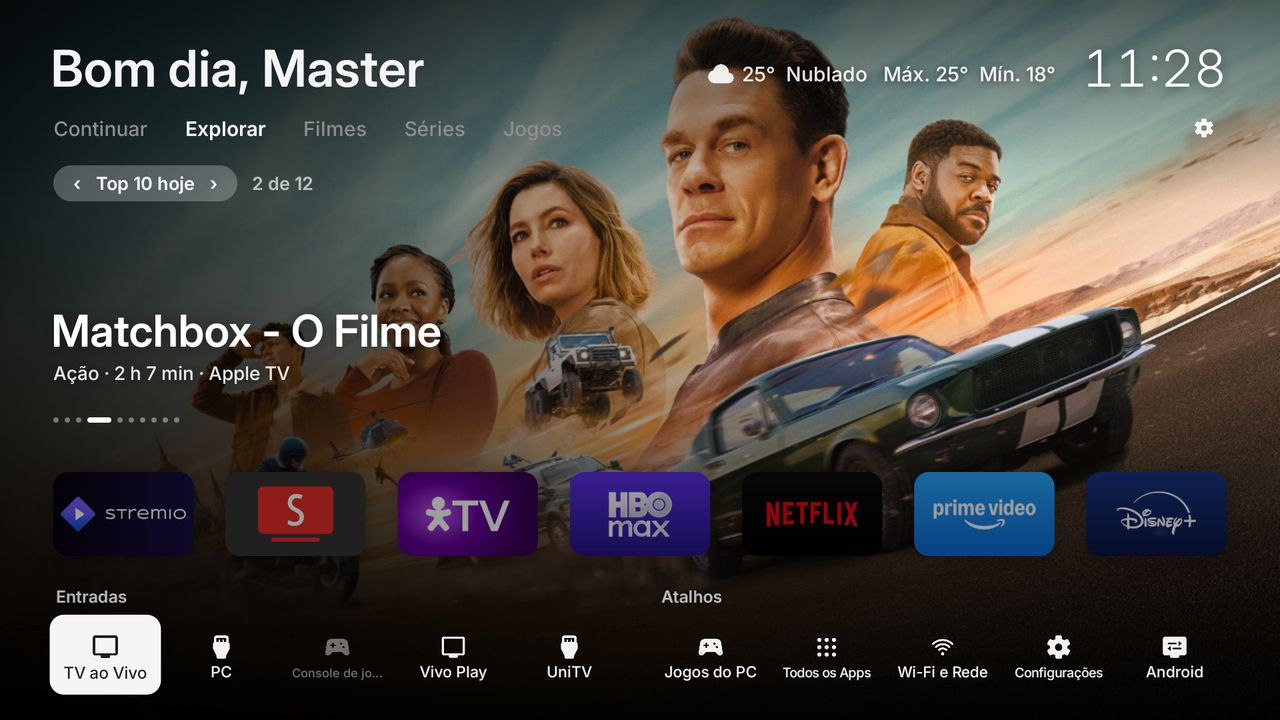 Bom dia, Master
25° Nublado Máx. 25° Mín. 18°
11:28
Continuar Explorar Filmes Séries Jogos
‹ Top 10 hoje › 2 de 12
Matchbox - O Filme
Ação · 2 h 7 min · Apple TV
STREMIO
S
TV
HBO
max
NETFLIX
prime video
Disney+
Entradas
Atalhos
TV ao Vivo
PC
Console de jo...
Vivo Play
UniTV
Jogos do PC
Todos os Apps
Wi-Fi e Rede
Configurações
Android